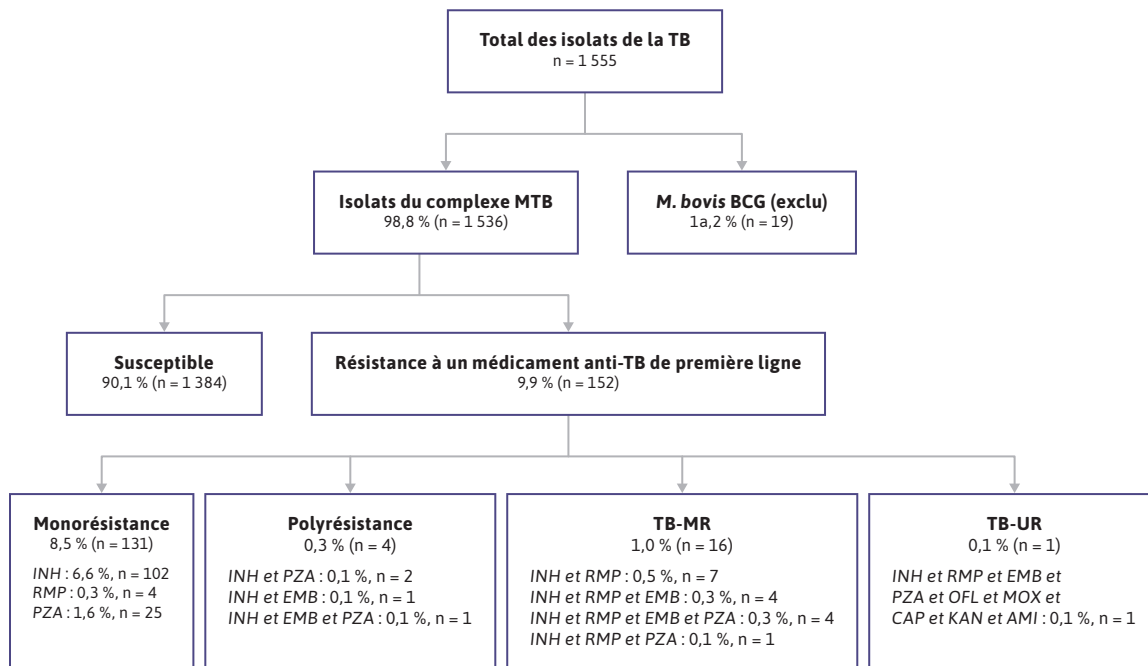 Total des isolats de la TB
n = 1 555
Isolats du complexe MTB
98,8 % (n = 1 536)
M. bovis BCG (exclu)
1a,2 % (n = 19)
Susceptible
90,1 % (n = 1 384)
Résistance à un médicament anti-TB de première ligne
9,9 % (n = 152)
Monorésistance
8,5 % (n = 131)
INH : 6,6 %, n = 102
RMP : 0,3 %, n = 4
PZA : 1,6 %, n = 25
Polyrésistance
0,3 % (n = 4)
INH et PZA : 0,1 %, n = 2
INH et EMB : 0,1 %, n = 1
INH et EMB et PZA : 0,1 %, n = 1
TB-MR
1,0 % (n = 16)
INH et RMP : 0,5 %, n = 7
INH et RMP et EMB : 0,3 %, n = 4
INH et RMP et EMB et PZA : 0,3 %, n = 4
INH et RMP et PZA : 0,1 %, n = 1
TB-UR
0,1 % (n = 1)
INH et RMP et EMB et
PZA et OFL et MOX et
CAP et KAN et AMI : 0,1 %, n = 1